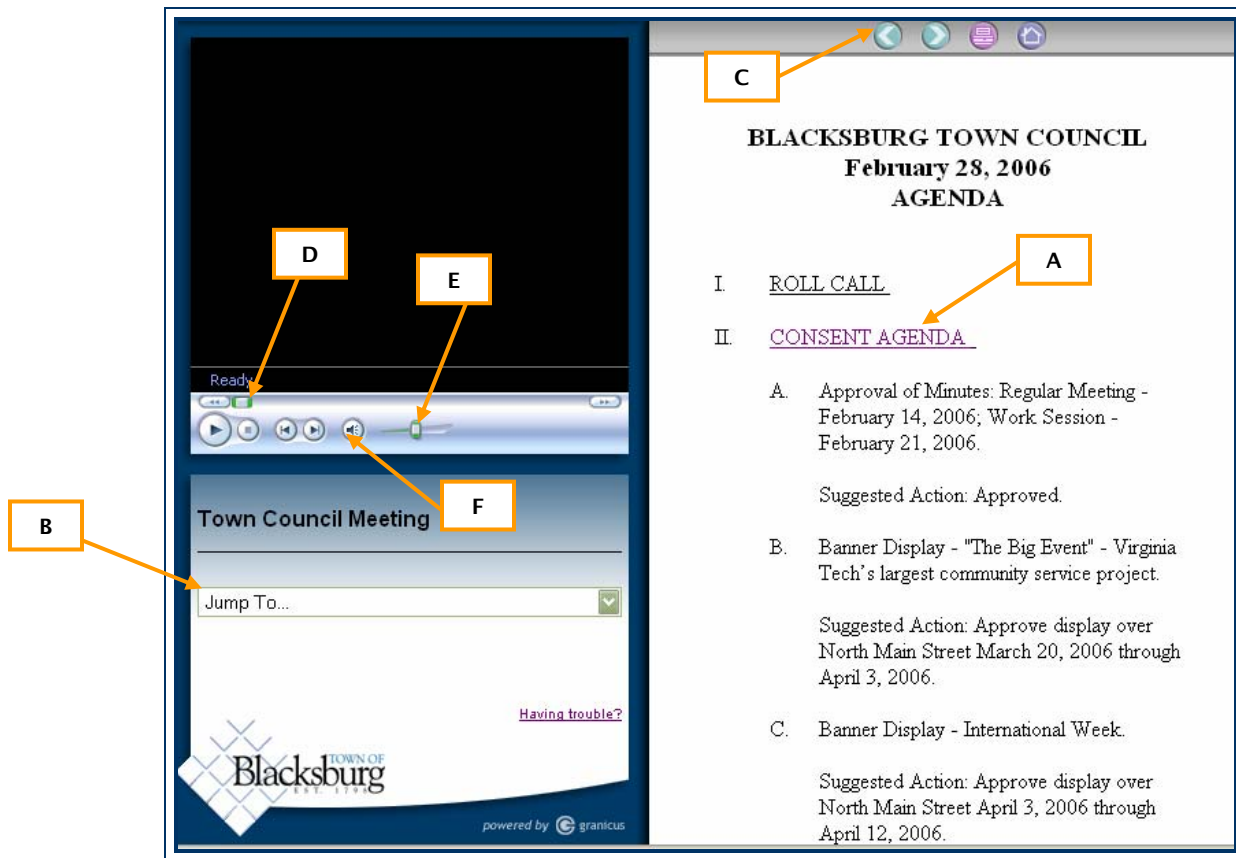 C
BLACKSBURG TOWN COUNCIL
February 28, 2006
AGENDA
D
E
A
I. ROLL CALL
II. CONSENT AGENDA
A. Approval of Minutes: Regular Meeting -
February 14, 2006; Work Session -
February 21, 2006.
Suggested Action: Approved.
B. Banner Display - "The Big Event" - Virginia
Tech's largest community service project.
Suggested Action: Approve display over
North Main Street March 20, 2006 through
April 3, 2006.
C. Banner Display - International Week.
Suggested Action: Approve display over
North Main Street April 3, 2006 through
April 12, 2006.
Ready
F
B
Town Council Meeting
Jump To...
Having trouble?
TOWN OF
Blacksburg
EST. 1798
powered by granicus